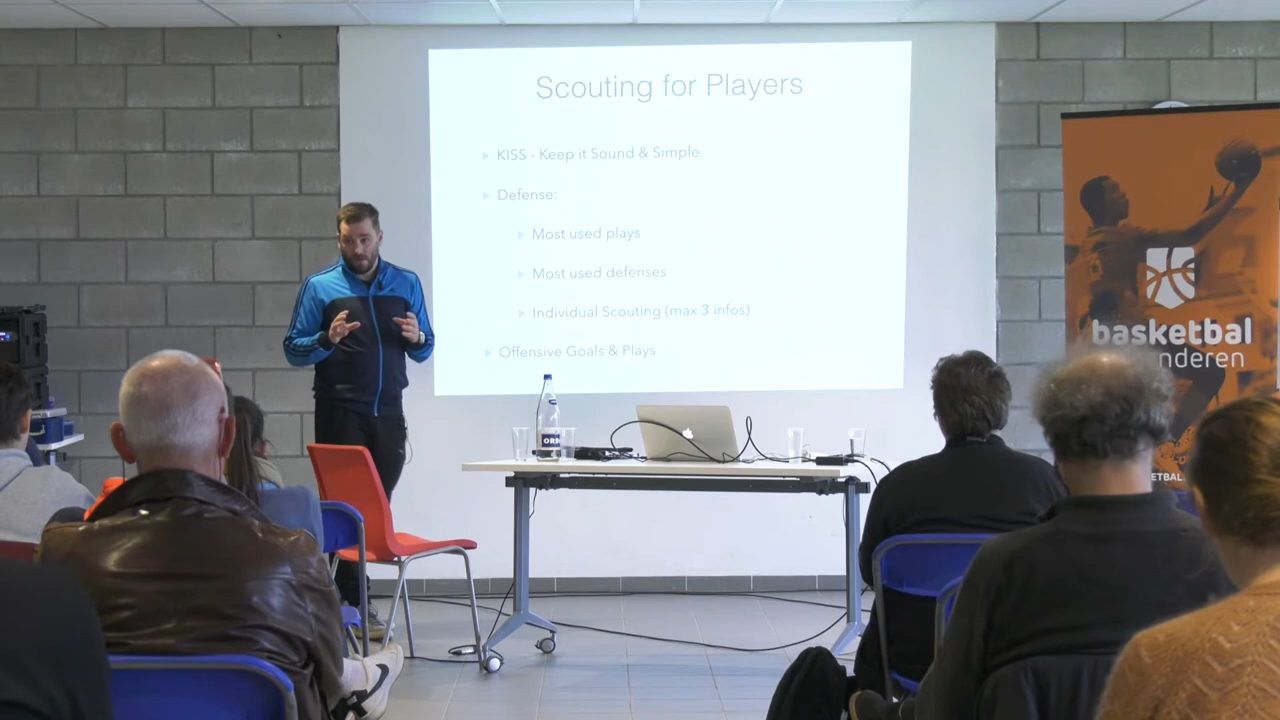 Scouting for Players
KISS - Keep it Sound & Simple
Defense:
Most used plays
Most used defenses
Individual Scouting (max 3 infos)
Offensive Goals & Plays
basketbal
nderen
ETBAL